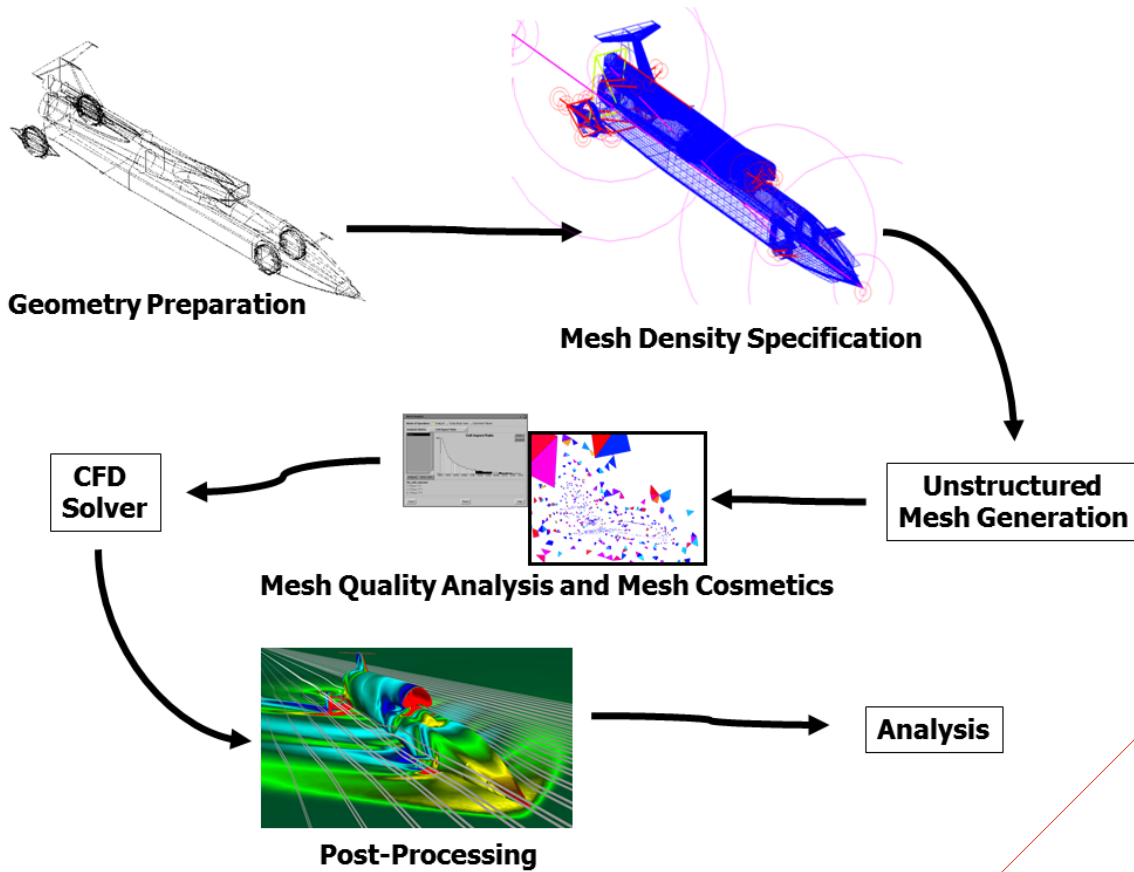 Geometry Preparation
Mesh Density Specification
Unstructured
Mesh Generation
Mesh Quality Analysis and Mesh Cosmetics
CFD
Solver
Post-Processing
Analysis